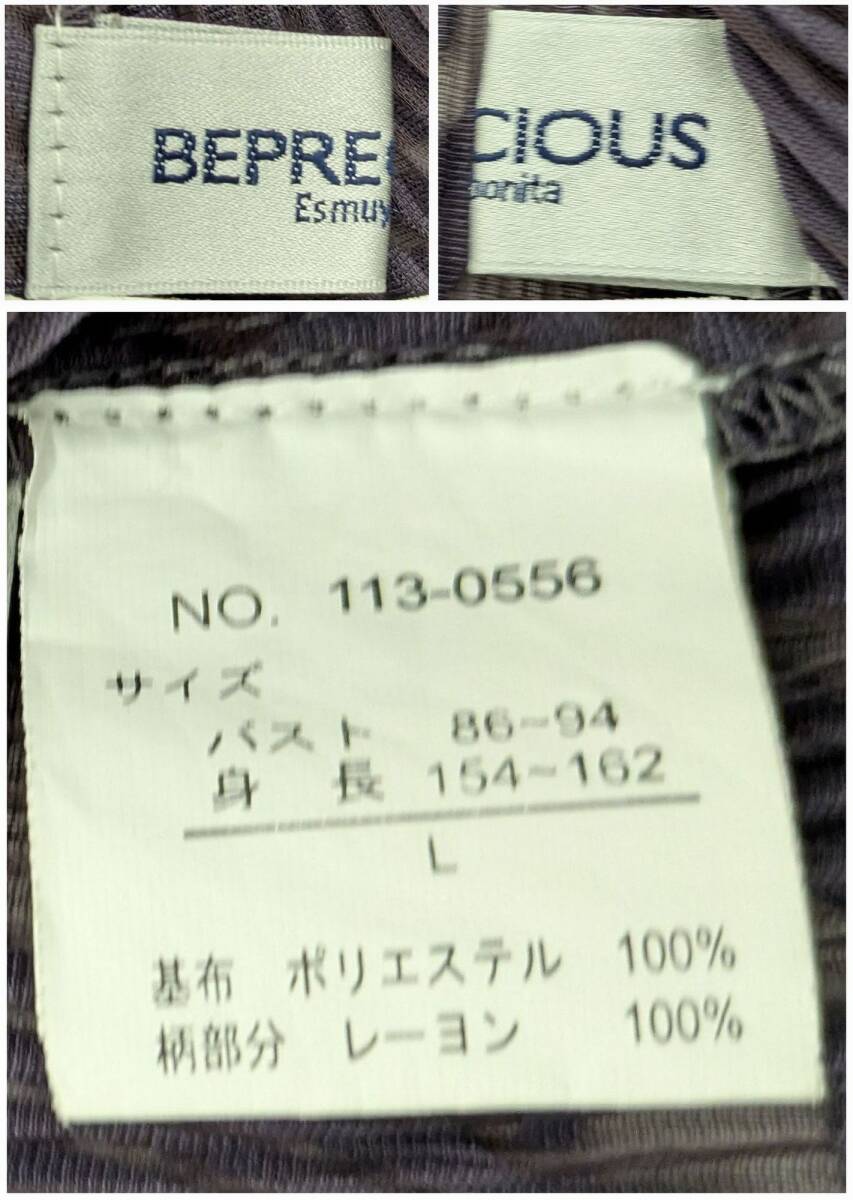 BEPRE
Esmuy
CIOUS
bonita
NO. 113-0556
サイズ
バスト 86~94
身長 154~162
L
基布 ポリエステル 100%
柄部分 レーヨン 100%